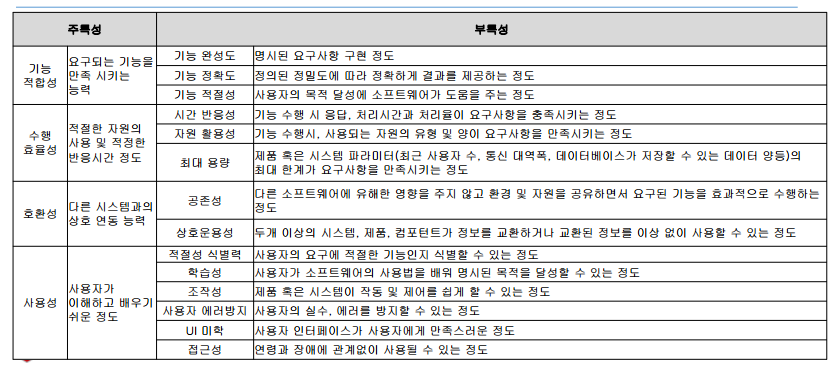 주특성
부특성
기능
적합성
요구되는 기능을
만족 시키는
능력
기능 완성도
명시된 요구사항 구현 정도
기능 정확도
정의된 정밀도에 따라 정확하게 결과를 제공하는 정도
기능 적절성
사용자의 목적 달성에 소프트웨어가 도움을 주는 정도
수행
효율성
적절한 자원의
사용 및 적정한
반응시간 정도
시간 반응성
기능 수행 시 응답, 처리시간과 처리율이 요구사항을 충족시키는 정도
자원 활용성
기능 수행시, 사용되는 자원의 유형 및 양이 요구사항을 만족시키는 정도
최대 용량
제품 혹은 시스템 파라미터(최근 사용자 수, 통신 대역폭, 데이터베이스가 저장할 수 있는 데이터 양등)의
최대 한계가 요구사항을 만족시키는 정도
호환성
다른 시스템과의
상호 연동 능력
공존성
다른 소프트웨어에 유해한 영향을 주지 않고 환경 및 자원을 공유하면서 요구된 기능을 효과적으로 수행하는
정도
상호운용성
두개 이상의 시스템, 제품, 컴포턴트가 정보를 교환하거나 교환된 정보를 이상 없이 사용할 수 있는 정도
사용성
사용자가
이해하고 배우기
쉬운 정도
적절성 식별력
사용자의 요구에 적절한 기능인지 식별할 수 있는 정도
학습성
사용자가 소프트웨어의 사용법을 배워 명시된 목적을 달성할 수 있는 정도
조작성
제품 혹은 시스템이 작동 및 제어를 쉽게 할 수 있는 정도
사용자 에러방지
사용자의 실수, 에러를 방지할 수 있는 정도
UI 미학
사용자 인터페이스가 사용자에게 만족스러운 정도
접근성
연령과 장애에 관계없이 사용될 수 있는 정도